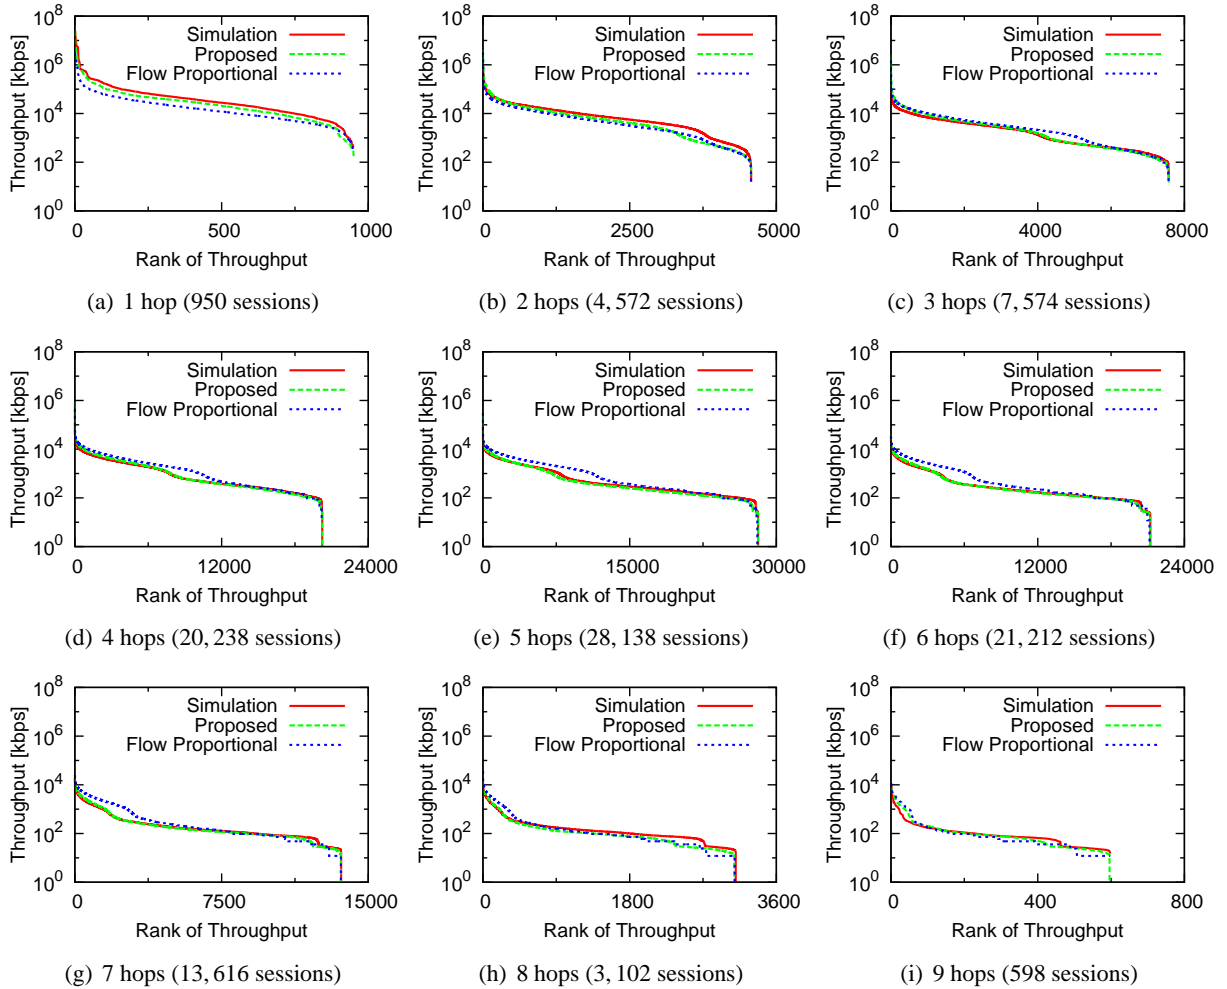 Throughput [kbps]
10^8
10^6
10^4
10^2
10^0
0
500
1000
Simulation
Proposed
Flow Proportional
Rank of Throughput
(a) 1 hop (950 sessions)
Throughput [kbps]
10^8
10^6
10^4
10^2
10^0
0
2500
5000
Simulation
Proposed
Flow Proportional
Rank of Throughput
(b) 2 hops (4, 572 sessions)
Throughput [kbps]
10^8
10^6
10^4
10^2
10^0
0
4000
8000
Simulation
Proposed
Flow Proportional
Rank of Throughput
(c) 3 hops (7, 574 sessions)
Throughput [kbps]
10^8
10^6
10^4
10^2
10^0
0
12000
24000
Simulation
Proposed
Flow Proportional
Rank of Throughput
(d) 4 hops (20, 238 sessions)
Throughput [kbps]
10^8
10^6
10^4
10^2
10^0
0
15000
30000
Simulation
Proposed
Flow Proportional
Rank of Throughput
(e) 5 hops (28, 138 sessions)
Throughput [kbps]
10^8
10^6
10^4
10^2
10^0
0
12000
24000
Simulation
Proposed
Flow Proportional
Rank of Throughput
(f) 6 hops (21, 212 sessions)
Throughput [kbps]
10^8
10^6
10^4
10^2
10^0
0
7500
15000
Simulation
Proposed
Flow Proportional
Rank of Throughput
(g) 7 hops (13, 616 sessions)
Throughput [kbps]
10^8
10^6
10^4
10^2
10^0
0
1800
3600
Simulation
Proposed
Flow Proportional
Rank of Throughput
(h) 8 hops (3, 102 sessions)
Throughput [kbps]
10^8
10^6
10^4
10^2
10^0
0
400
800
Simulation
Proposed
Flow Proportional
Rank of Throughput
(i) 9 hops (598 sessions)